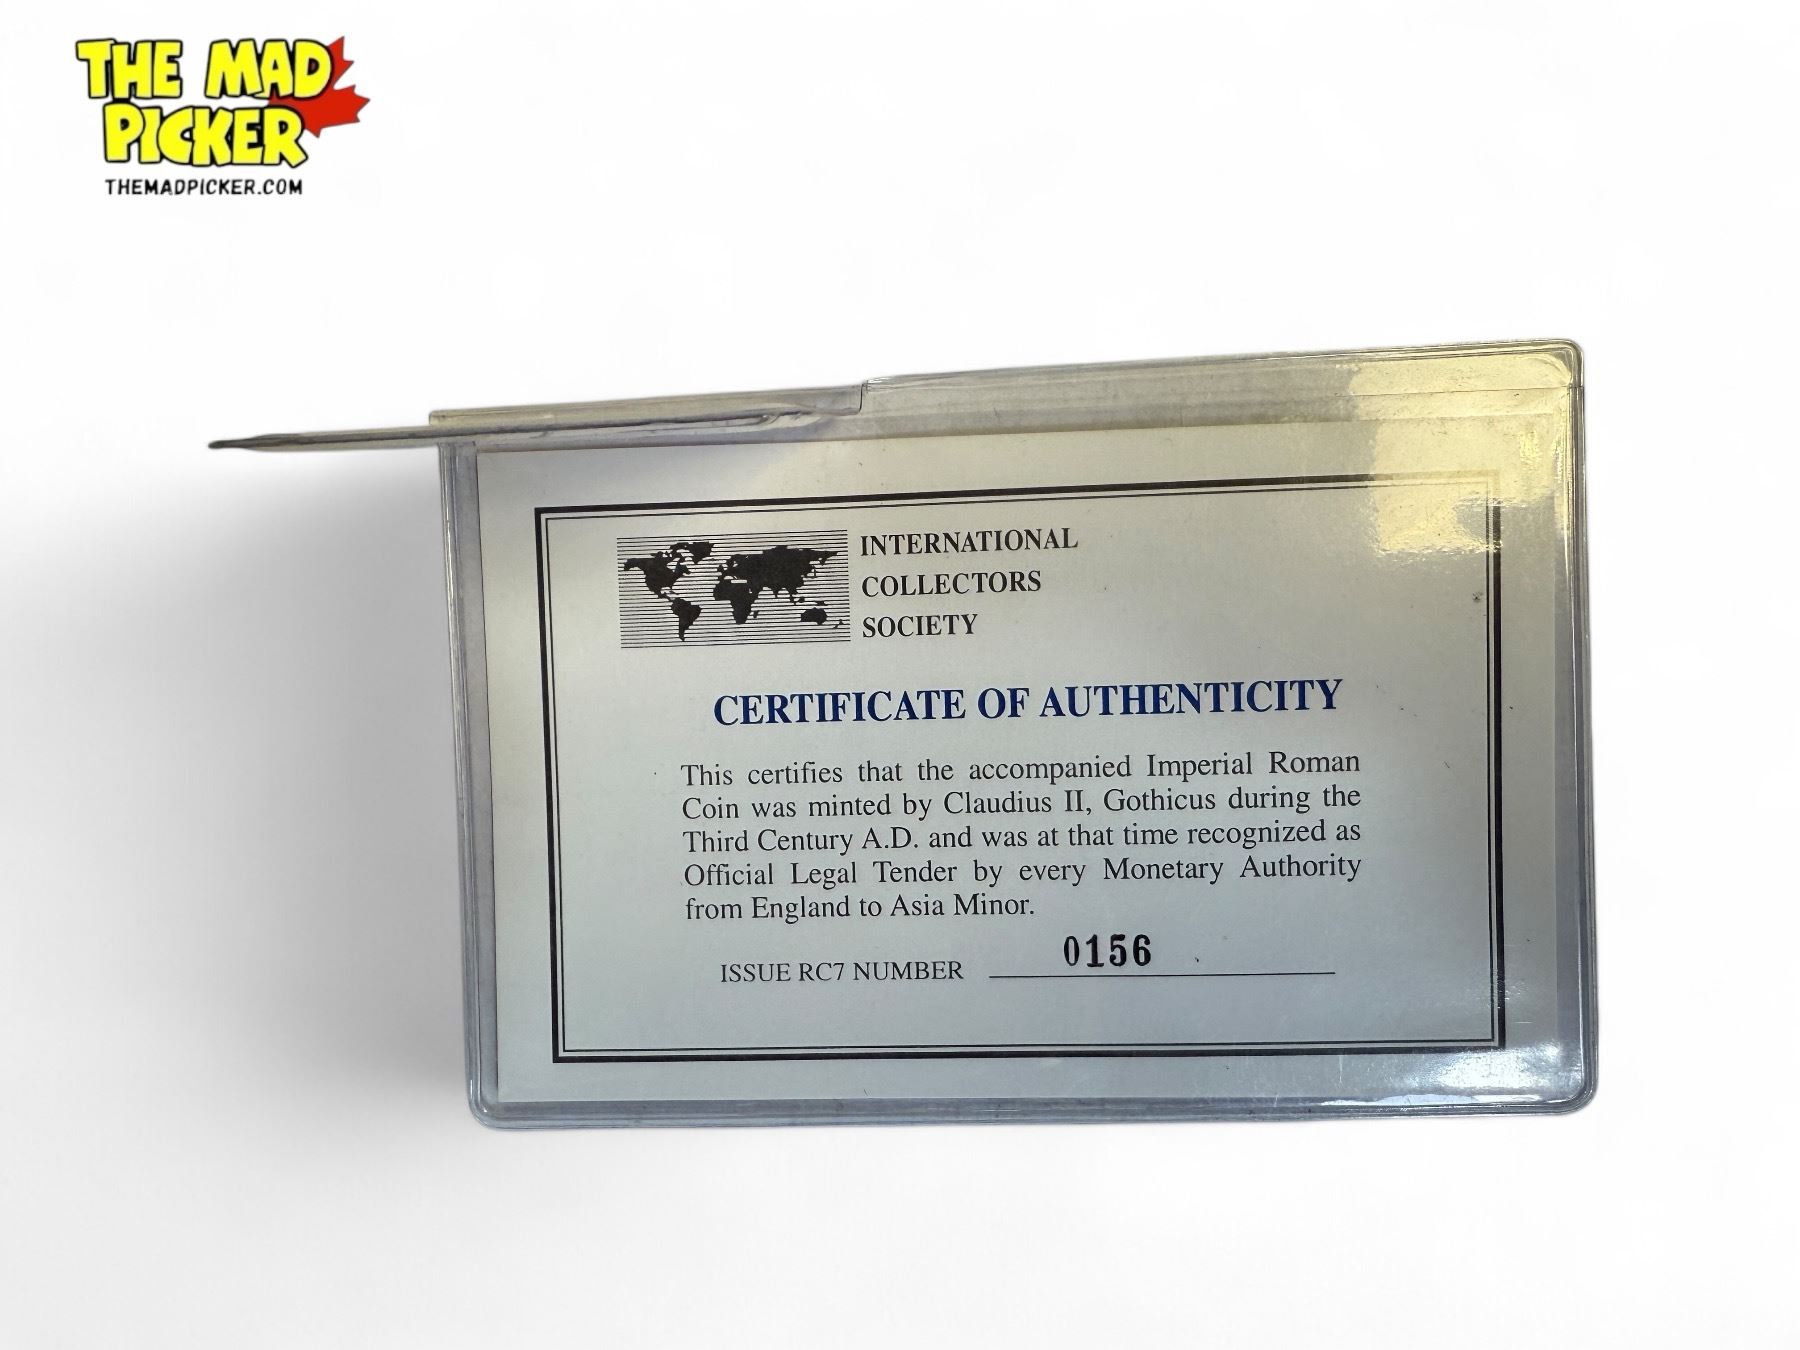 THE MAD
PICKER
THEMADPICKER.COM
INTERNATIONAL
COLLECTORS
SOCIETY
CERTIFICATE OF AUTHENTICITY
This certifies that the accompanied Imperial Roman
Coin was minted by Claudius II, Gothicus during the
Third Century A.D. and was at that time recognized as
Official Legal Tender by every Monetary Authority
from England to Asia Minor.
ISSUE RC7 NUMBER 0156